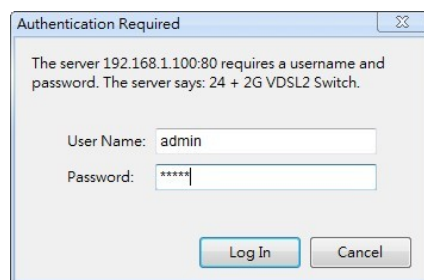 Authentication Required
The server 192.168.1.100:80 requires a username and
password. The server says: 24 + 2G VDSL2 Switch.
User Name: admin
Password: *****
Log In Cancel